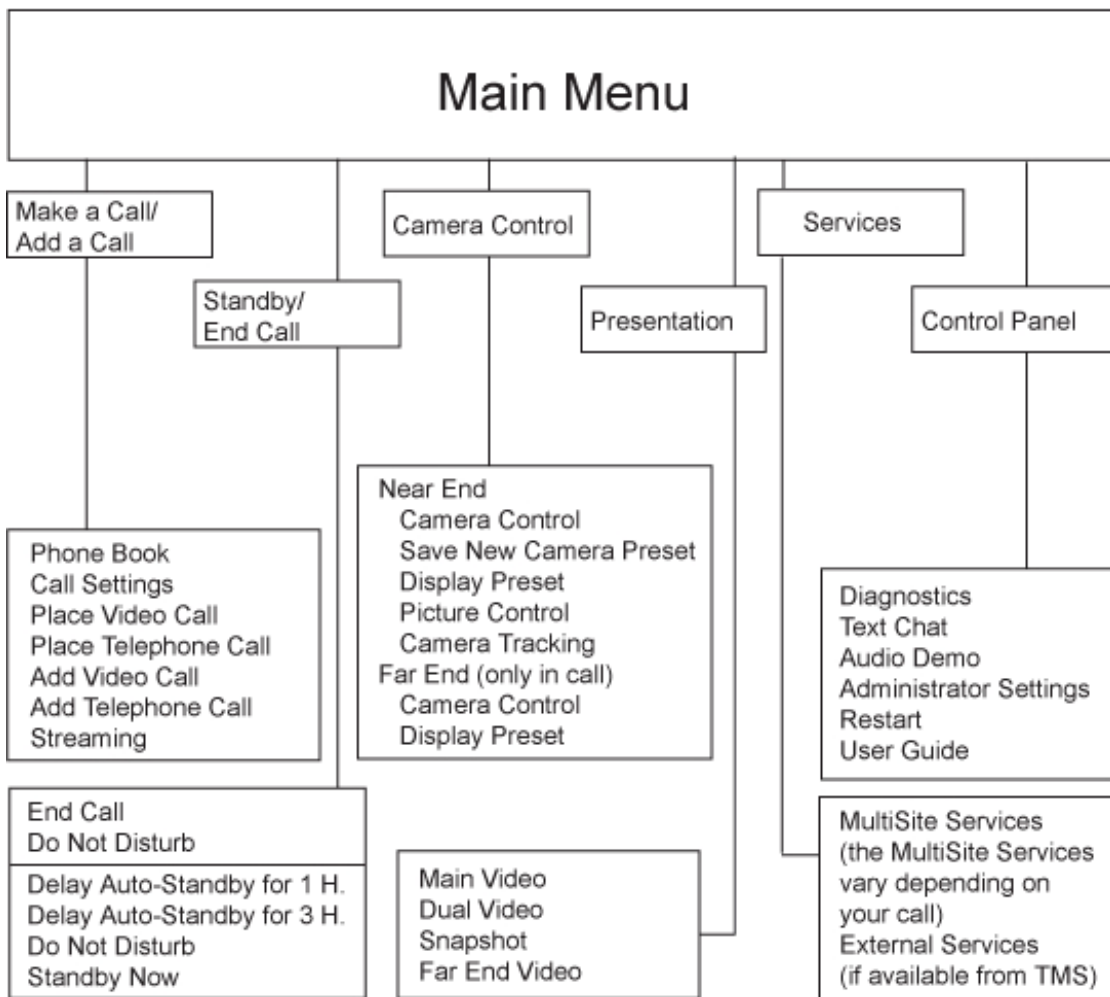 Main Menu
Make a Call/
Add a Call
Standby/
End Call
Camera Control
Presentation
Services
Control Panel
Phone Book
Call Settings
Place Video Call
Place Telephone Call
Add Video Call
Add Telephone Call
Streaming
End Call
Do Not Disturb
Delay Auto-Standby for 1 H.
Delay Auto-Standby for 3 H.
Do Not Disturb
Standby Now
Near End
Camera Control
Save New Camera Preset
Display Preset
Picture Control
Camera Tracking
Far End (only in call)
Camera Control
Display Preset
Main Video
Dual Video
Snapshot
Far End Video
Diagnostics
Text Chat
Audio Demo
Administrator Settings
Restart
User Guide
MultiSite Services
(the MultiSite Services
vary depending on
your call)
External Services
(if available from TMS)